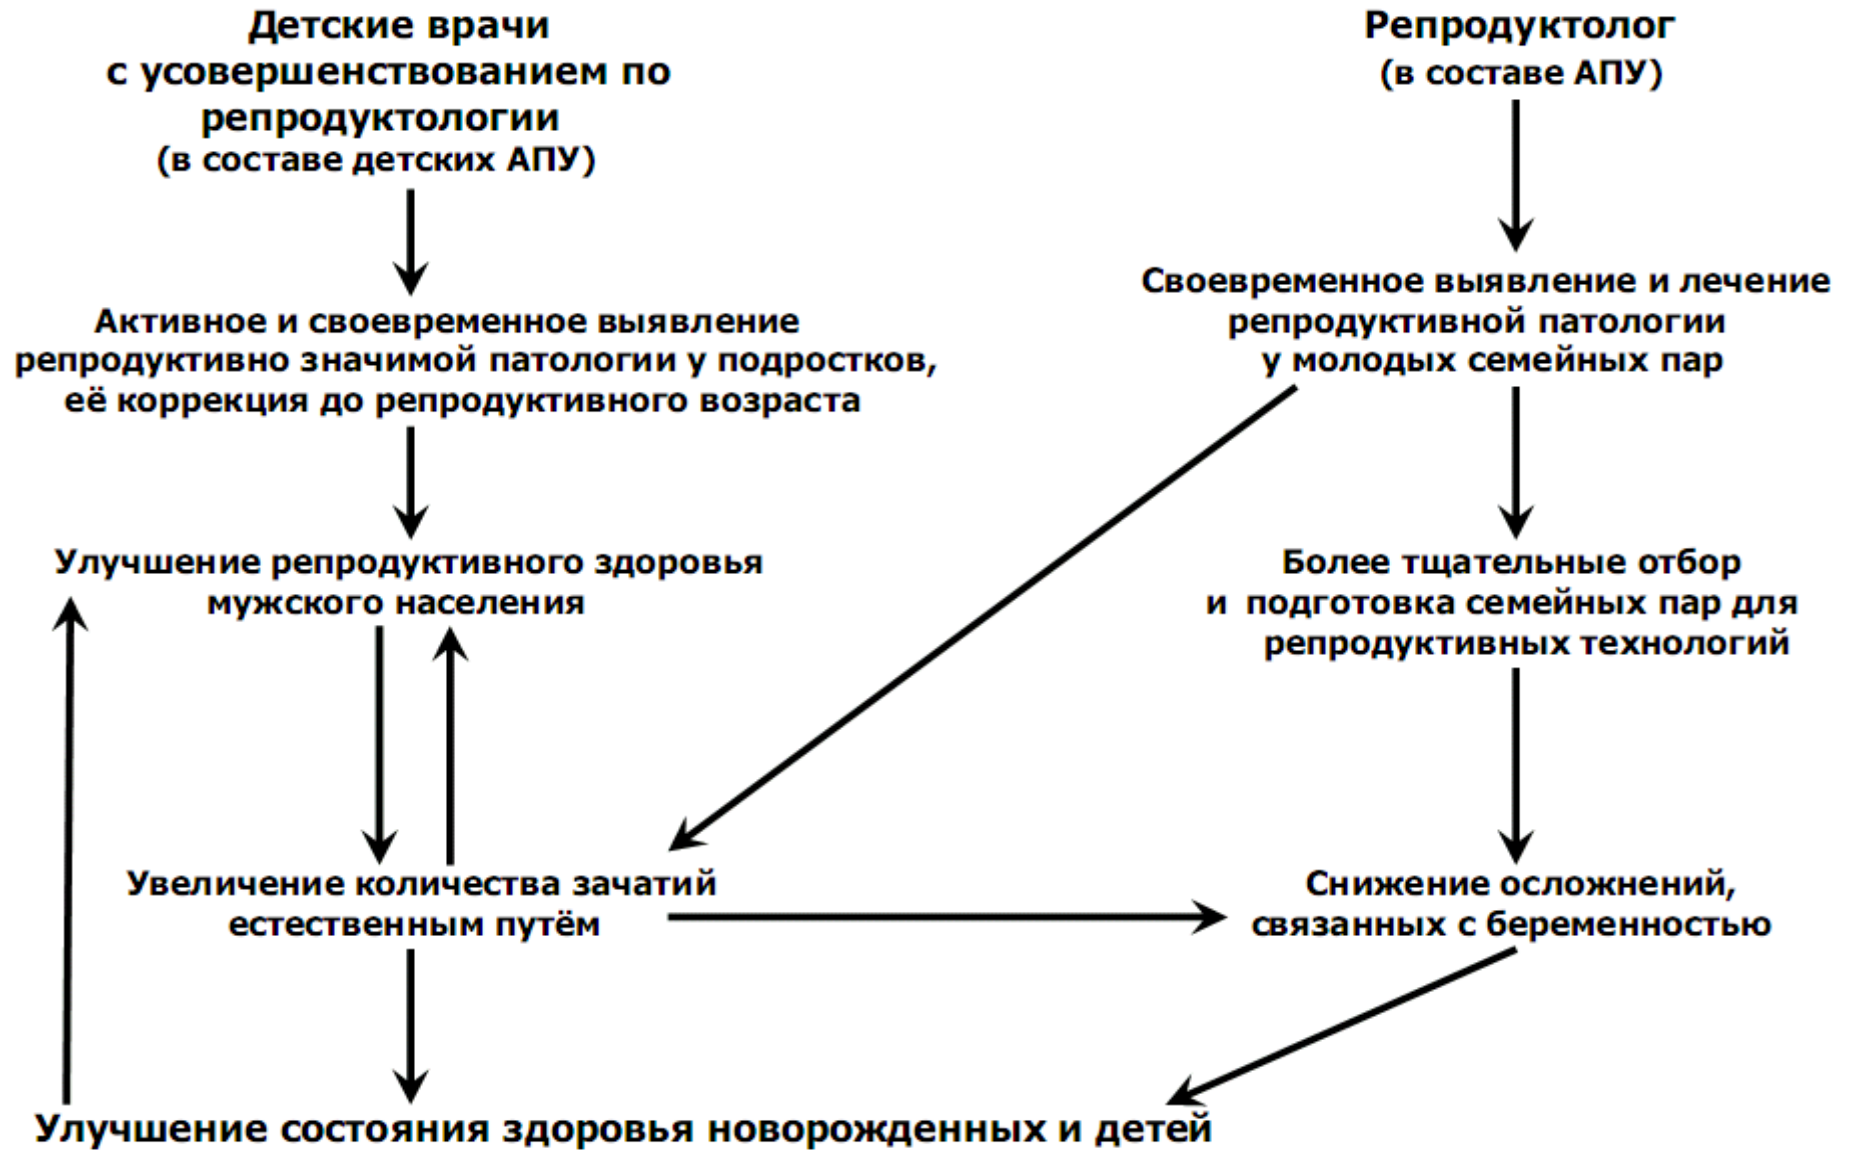 Детские врачи
с усовершенствованием по
репродуктологии
(в составе детских АПУ)
Репродуктолог
(в составе АПУ)
Активное и своевременное выявление
репродуктивно значимой патологии у подростков,
её коррекция до репродуктивного возраста
Своевременное выявление и лечение
репродуктивной патологии
у молодых семейных пар
Улучшение репродуктивного здоровья
мужского населения
Более тщательные отбор
и подготовка семейных пар для
репродуктивных технологий
Увеличение количества зачатий
естественным путём
Снижение осложнений,
связанных с беременностью
Улучшение состояния здоровья новорожденных и детей